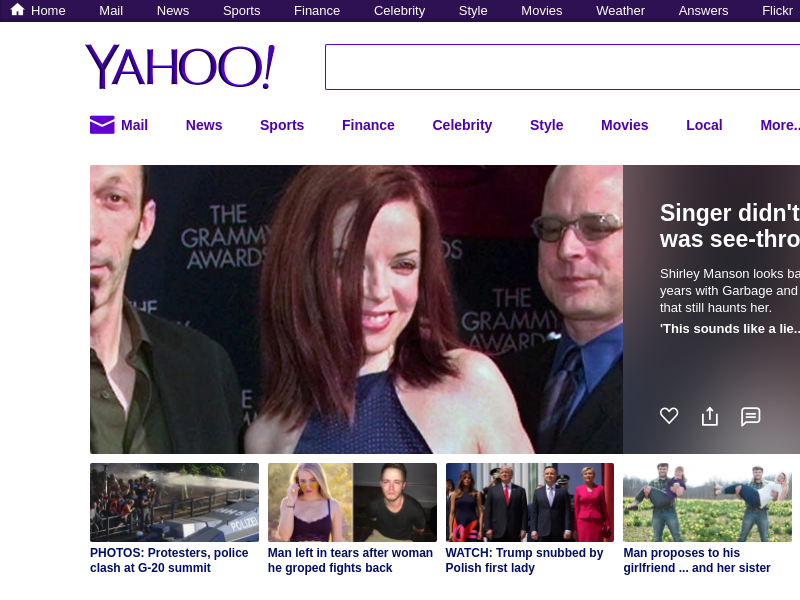 Home Mail News Sports Finance Celebrity Style Movies Weather Answers Flickr
YAHOO!
Mail News Sports Finance Celebrity Style Movies Local More...
THE
GRAMMY
AWARDS
THE
GRAMMY
AWARDS
Singer didn't
was see-thro
Shirley Manson looks ba
years with Garbage and
that still haunts her.
'This sounds like a lie...
POLIZEI
PHOTOS: Protesters, police
clash at G-20 summit
Man left in tears after woman
he groped fights back
WATCH: Trump snubbed by
Polish first lady
Man proposes to his
girlfriend ... and her sister